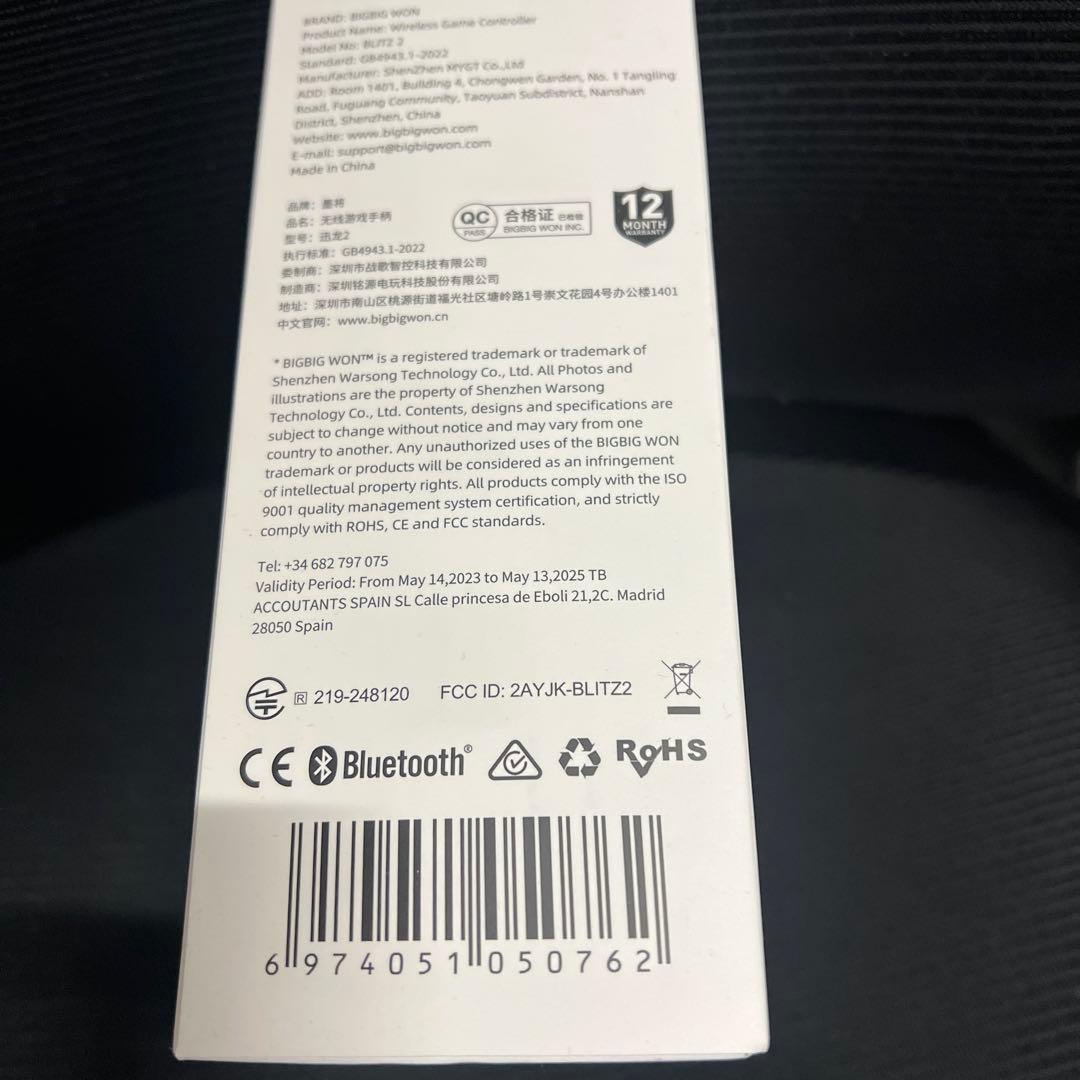 BRAND: BIGBIG WON
Product Name: Wireless Game Controller
Model No: BLITZ 2
Standard: GB4943.1-2022
Manufacturer: ShenZhen MYGT Co.,Ltd
ADD: Room 1401, Building 4, Chongwen Garden, No. 1 Tangling
Road, Fuguang Community, Taoyuan Subdistrict, Nanshan
District, Shenzhen, China
Website: www.bigbigwon.com
E-mail: support@bigbigwon.com
Made in China
品牌：墨将
品名：无线游戏手柄
型号：迅龙2
执行标准：GB4943.1-2022
委制商：深圳市战歌智控科技有限公司
制造商：深圳铭源电玩科技股份有限公司
地址：深圳市南山区桃源街道福光社区塘岭路1号崇文花园4号办公楼1401
中文官网：www.bigbigwon.cn
QC PASS 合格证 已检验
BIGBIG WON INC.
12
MONTH
WARRANTY
* BIGBIG WON™ is a registered trademark or trademark of
Shenzhen Warsong Technology Co., Ltd. All Photos and
illustrations are the property of Shenzhen Warsong
Technology Co., Ltd. Contents, designs and specifications are
subject to change without notice and may vary from one
country to another. Any unauthorized uses of the BIGBIG WON
trademark or products will be considered as an infringement
of intellectual property rights. All products comply with the ISO
9001 quality management system certification, and strictly
comply with ROHS, CE and FCC standards.
Tel: +34 682 797 075
Validity Period: From May 14,2023 to May 13,2025 TB
ACCOUTANTS SPAIN SL Calle princesa de Eboli 21,2C. Madrid
28050 Spain
R 219-248120 FCC ID: 2AYJK-BLITZ2
CE Bluetooth® RoHS
6 974051 050762